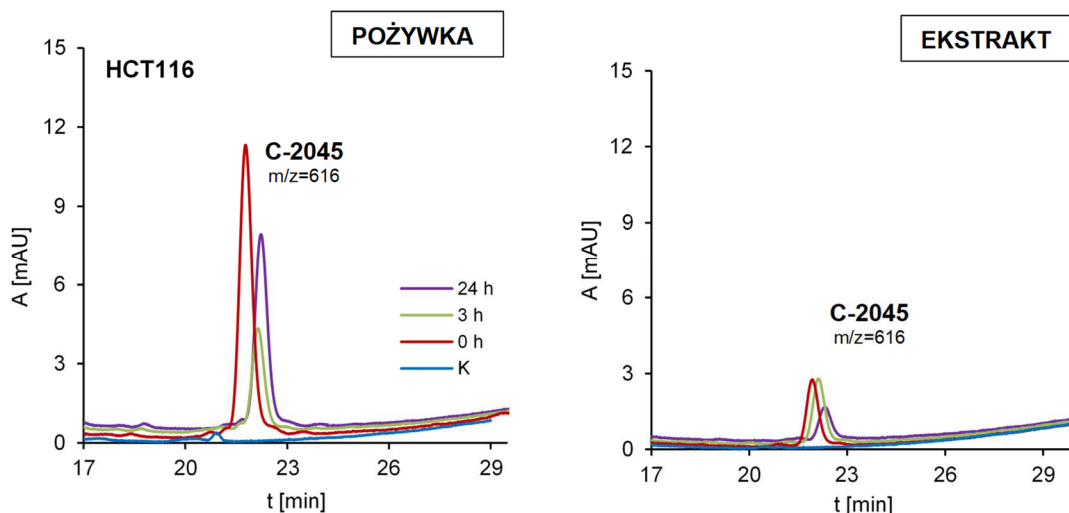 POŻYWKA
HCT116
15
12
9
6
3
0
A [mAU]
C-2045
m/z=616
24 h
3 h
0 h
K
17
20
23
26
29
t [min]
EKSTRAKT
15
12
9
6
3
0
A [mAU]
C-2045
m/z=616
17
20
23
26
29
t [min]